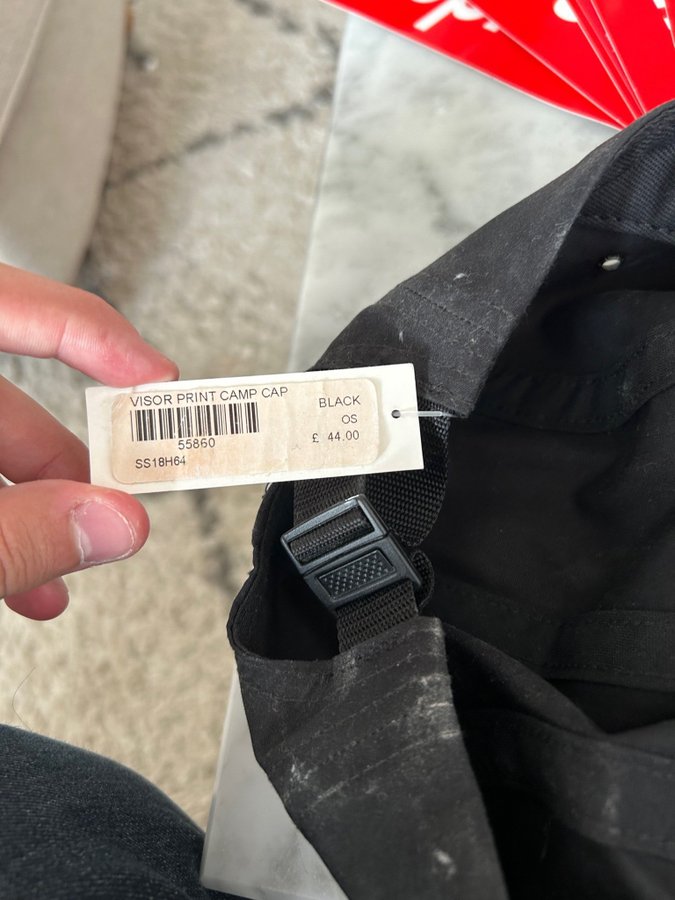 VISOR PRINT CAMP CAP
BLACK
OS
55860
£ 44.00
SS18H64